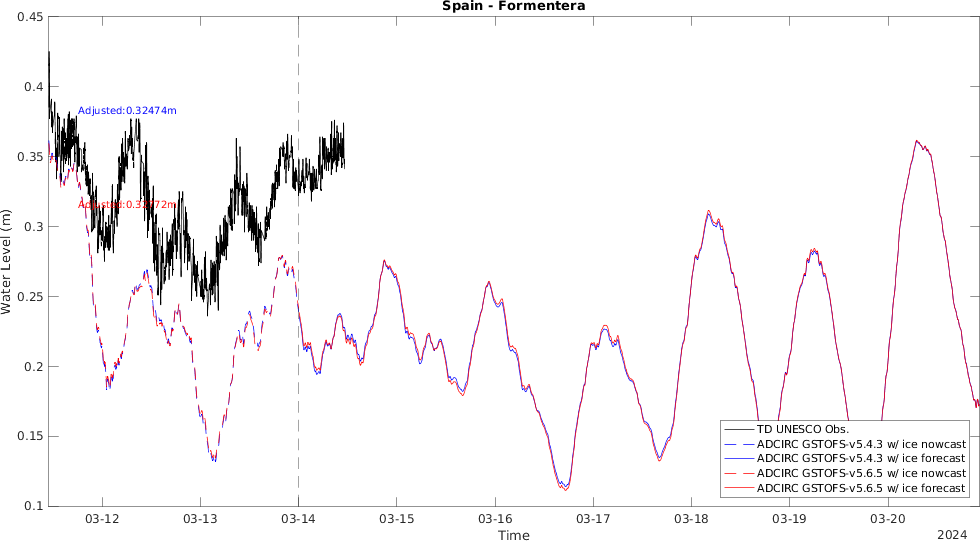 Spain - Formentera
0.45
0.4
0.35
0.3
0.25
0.2
0.15
0.1
Water Level (m)
Adjusted:0.32474m
03-12
03-13
03-14
03-15
03-16
03-17
03-18
03-19
03-20
Time
2024
TD UNESCO Obs.
ADCIRC GSTOFS-v5.4.3 w/ ice nowcast
ADCIRC GSTOFS-v5.4.3 w/ ice forecast
ADCIRC GSTOFS-v5.6.5 w/ ice nowcast
ADCIRC GSTOFS-v5.6.5 w/ ice forecast